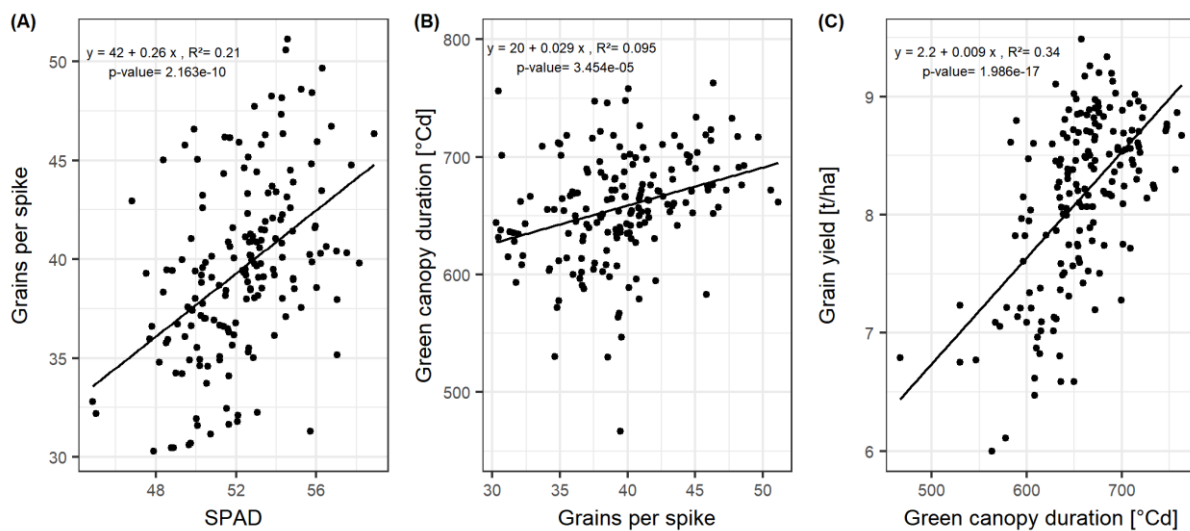 (A)
y = 42 + 0.26 x , R²= 0.21
p-value= 2.163e-10
50
45
40
35
30
Grains per spike
48 52 56
SPAD
(B)
y = 20 + 0.029 x , R²= 0.095
p-value= 3.454e-05
800
700
600
500
Green canopy duration [°Cd]
30 35 40 45 50
Grains per spike
(C)
y = 2.2 + 0.009 x , R²= 0.34
p-value= 1.986e-17
9
8
7
6
Grain yield [t/ha]
500 600 700
Green canopy duration [°Cd]